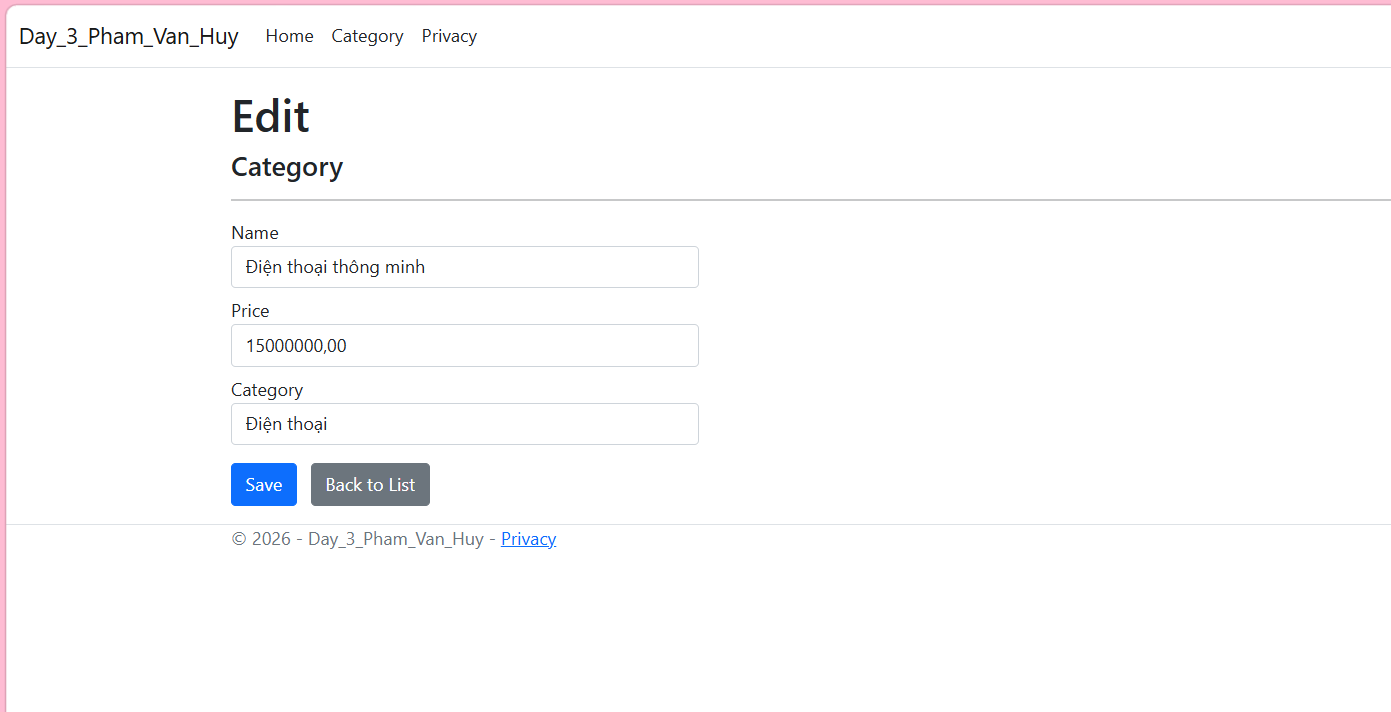 Day_3_Pham_Van_Huy Home Category Privacy
Edit
Category
Name
Điện thoại thông minh
Price
15000000,00
Category
Điện thoại
Save Back to List
© 2026 - Day_3_Pham_Van_Huy - Privacy